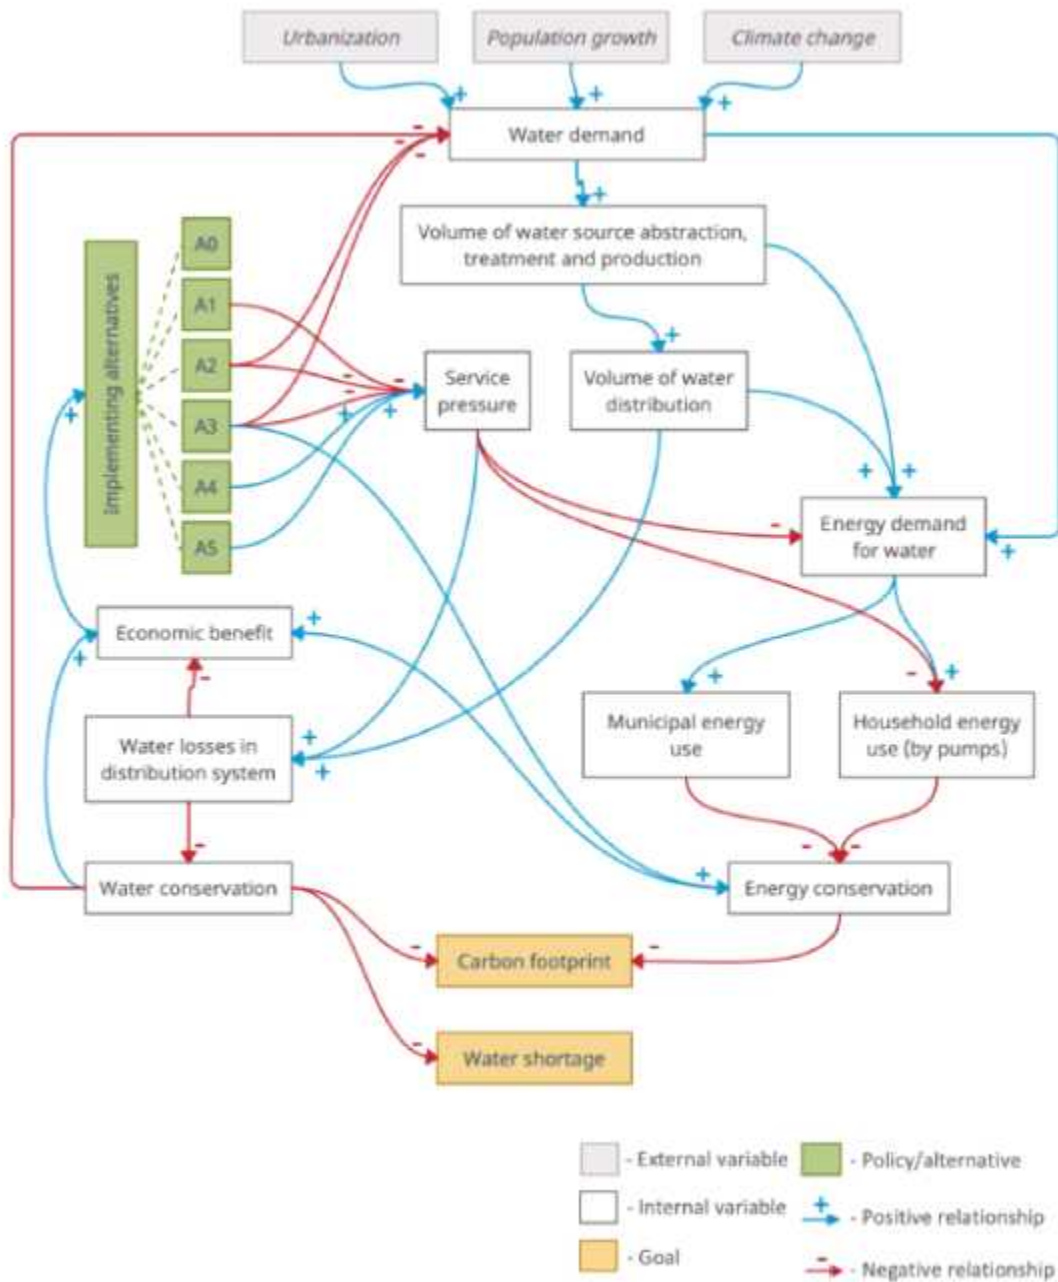 Urbanization
Population growth
Climate change
+
+
+
-
-
-
Water demand
+
Volume of water source abstraction,
treatment and production
+
Implementing alternatives
A0
A1
A2
A3
A4
A5
-
-
-
+
+
Service
pressure
Volume of water
distribution
+
+
+
-
Energy demand
for water
+
+
Economic benefit
+
+
-
+
-
+
Municipal energy
use
Household energy
use (by pumps)
Water losses in
distribution system
+
+
-
-
-
Water conservation
+
Energy conservation
-
Carbon footprint
-
-
Water shortage
- External variable
- Policy/alternative
- Internal variable
+
- Positive relationship
- Goal
-
- Negative relationship